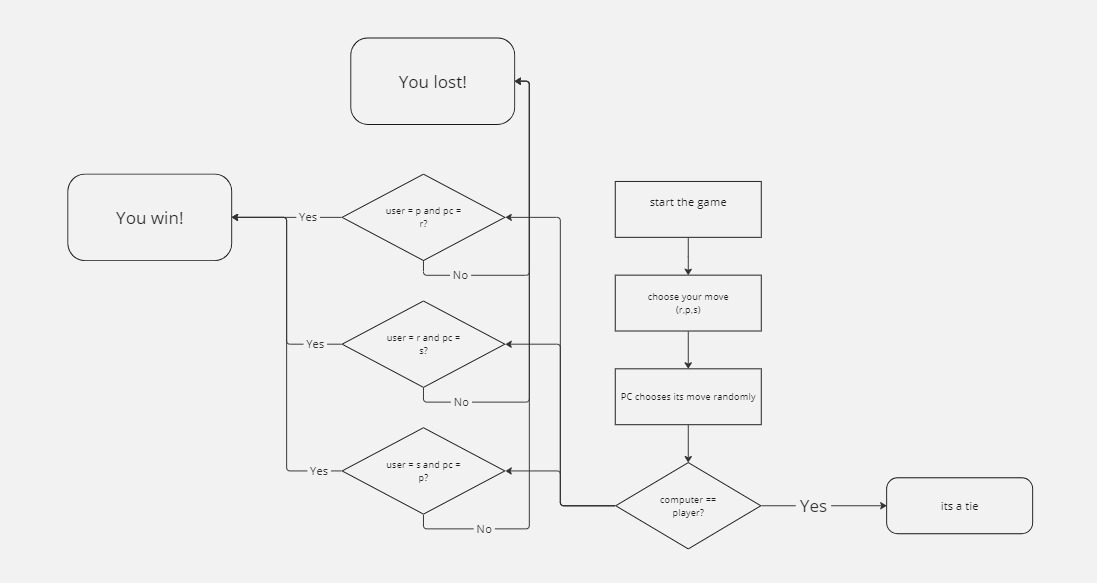 You lost!
You win!
Yes
user = p and pc =
r?
No
start the game
choose your move
(r,p,s)
Yes
user = r and pc =
s?
No
PC chooses its move randomly
Yes
user = s and pc =
p?
No
computer ==
player?
Yes
its a tie